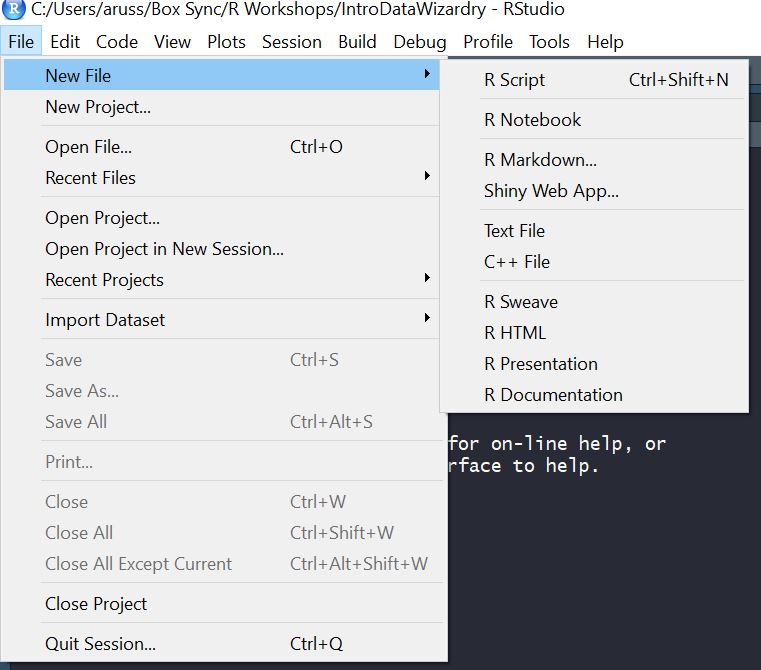 R C:/Users/aruss/Box Sync/R Workshops/IntroDataWizardry - RStudio
File Edit Code View Plots Session Build Debug Profile Tools Help
New File
New Project...
Open File... Ctrl+O
Recent Files
Open Project...
Open Project in New Session...
Recent Projects
Import Dataset
Save Ctrl+S
Save As...
Save All Ctrl+Alt+S
Print...
Close Ctrl+W
Close All Ctrl+Shift+W
Close All Except Current Ctrl+Alt+Shift+W
Close Project
Quit Session... Ctrl+Q
R Script Ctrl+Shift+N
R Notebook
R Markdown...
Shiny Web App...
Text File
C++ File
R Sweave
R HTML
R Presentation
R Documentation
for on-line help, or
rface to help.